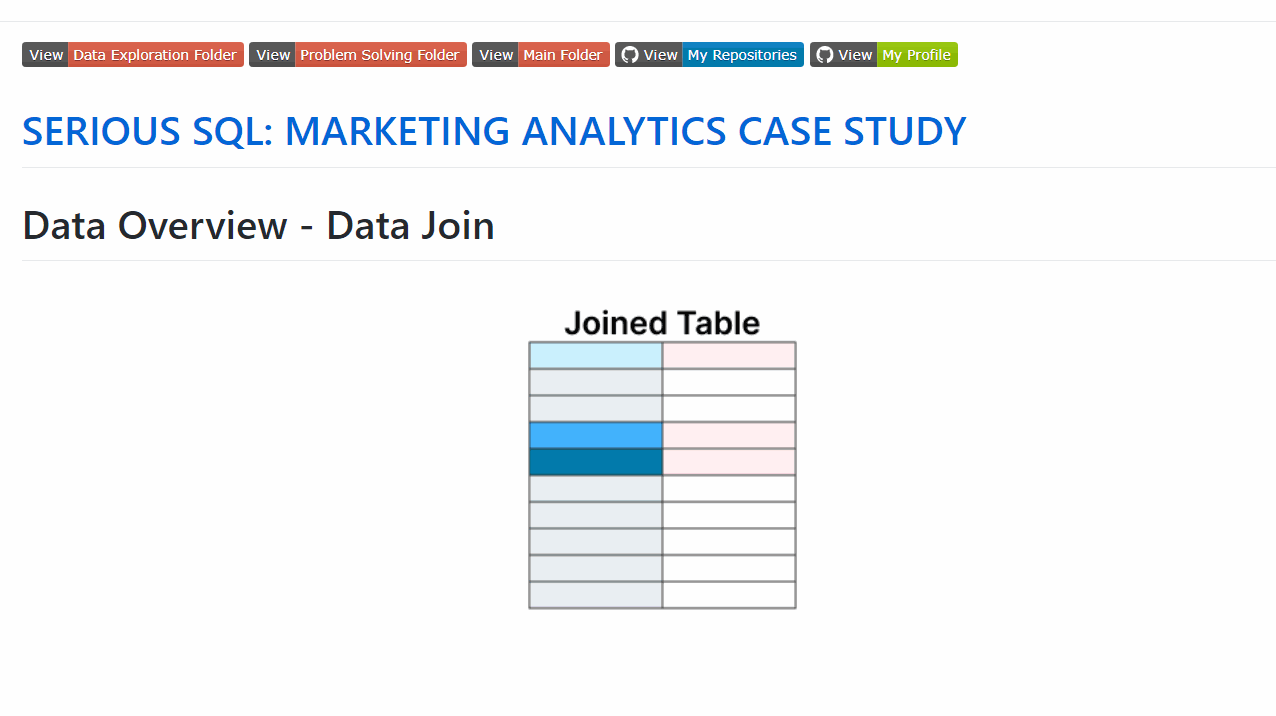 View Data Exploration Folder View Problem Solving Folder View Main Folder View My Repositories View My Profile
SERIOUS SQL: MARKETING ANALYTICS CASE STUDY
Data Overview - Data Join
Joined Table